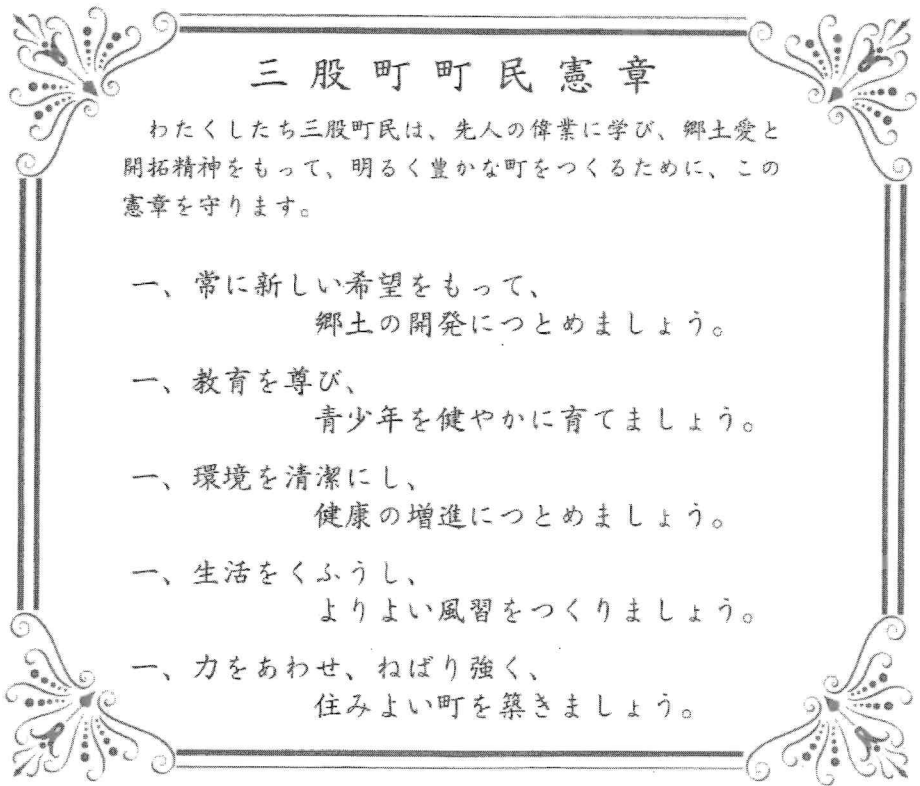 三股町町民憲章
わたくしたち三股町民は、先人の偉業に学び、郷土愛と
開拓精神をもって、明るく豊かな町をつくるために、この
憲章を守ります。
一、常に新しい希望をもって、
郷土の開発につとめましょう。
一、教育を尊び、
青少年を健やかに育てましょう。
一、環境を清潔にし、
健康の増進につとめましょう。
一、生活をくふうし、
よりよい風習をつくりましょう。
一、力をあわせ、ねばり強く、
住みよい町を築きましょう。